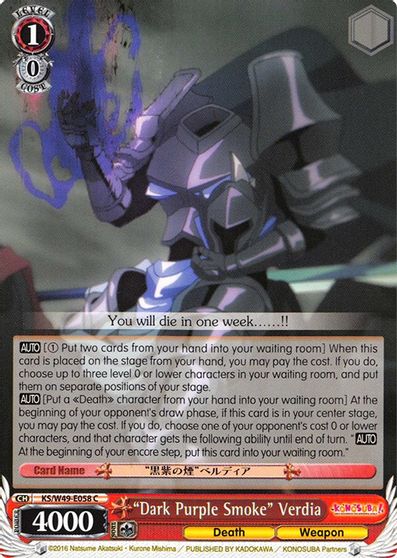 LEVEL
1
0
COST
You will die in one week……!!
AUTO [① Put two cards from your hand into your waiting room] When this
card is placed on the stage from your hand, you may pay the cost. If you do,
choose up to three level 0 or lower characters in your waiting room, and put
them on separate positions of your stage.
AUTO [Put a «Death» character from your hand into your waiting room] At the
beginning of your opponent's draw phase, if this card is in your center stage,
you may pay the cost. If you do, choose one of your opponent's cost 0 or lower
characters, and that character gets the following ability until end of turn. "AUTO
At the beginning of your encore step, put this card into your waiting room."
Card Name
"黒紫の煙"ベルディア
CH KS/W49-E058 C
POWER
4000
"Dark Purple Smoke" Verdia
KONOSUBA!
Death
Weapon
©2016 Natsume Akatsuki・Kurone Mishima / PUBLISHED BY KADOKAWA / KONOSUBA Partners